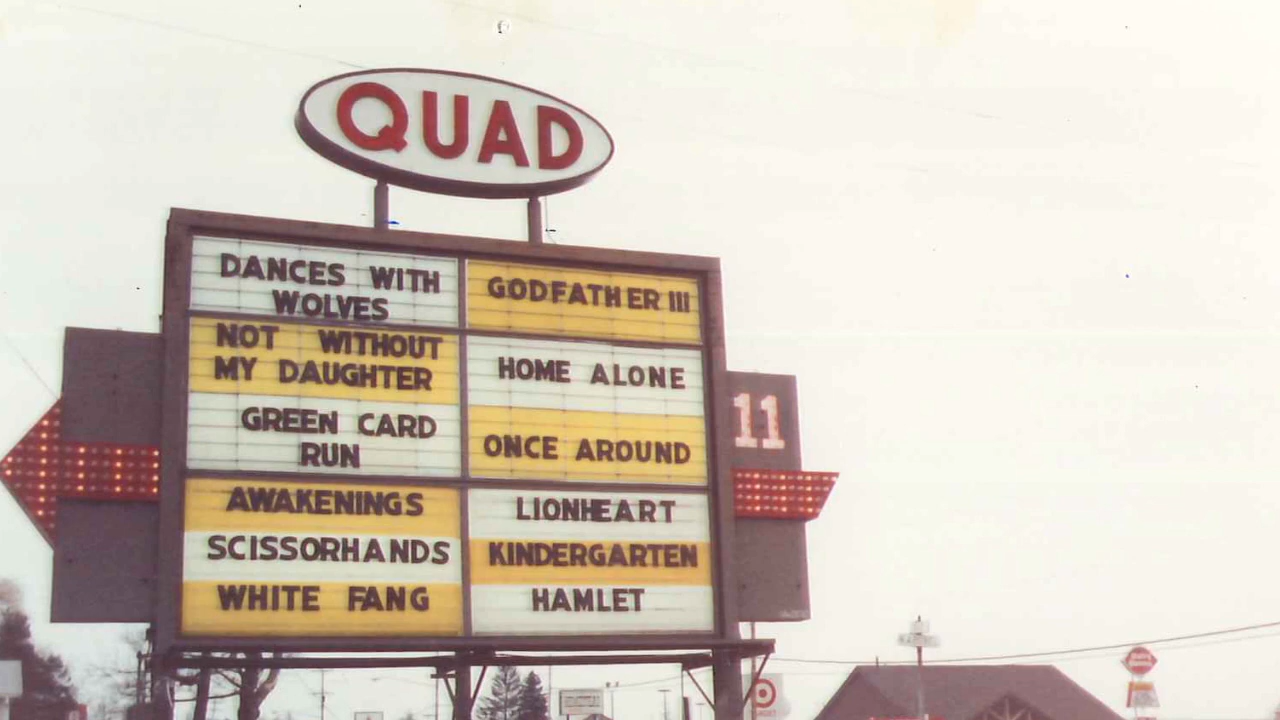 QUAD
DANCES WITH
WOLVES
NOT WITHOUT
MY DAUGHTER
GREEN CARD
RUN
AWAKENINGS
SCISSORHANDS
WHITE FANG
GODFATHER III
HOME ALONE
ONCE AROUND
LIONHEART
KINDERGARTEN
HAMLET
11